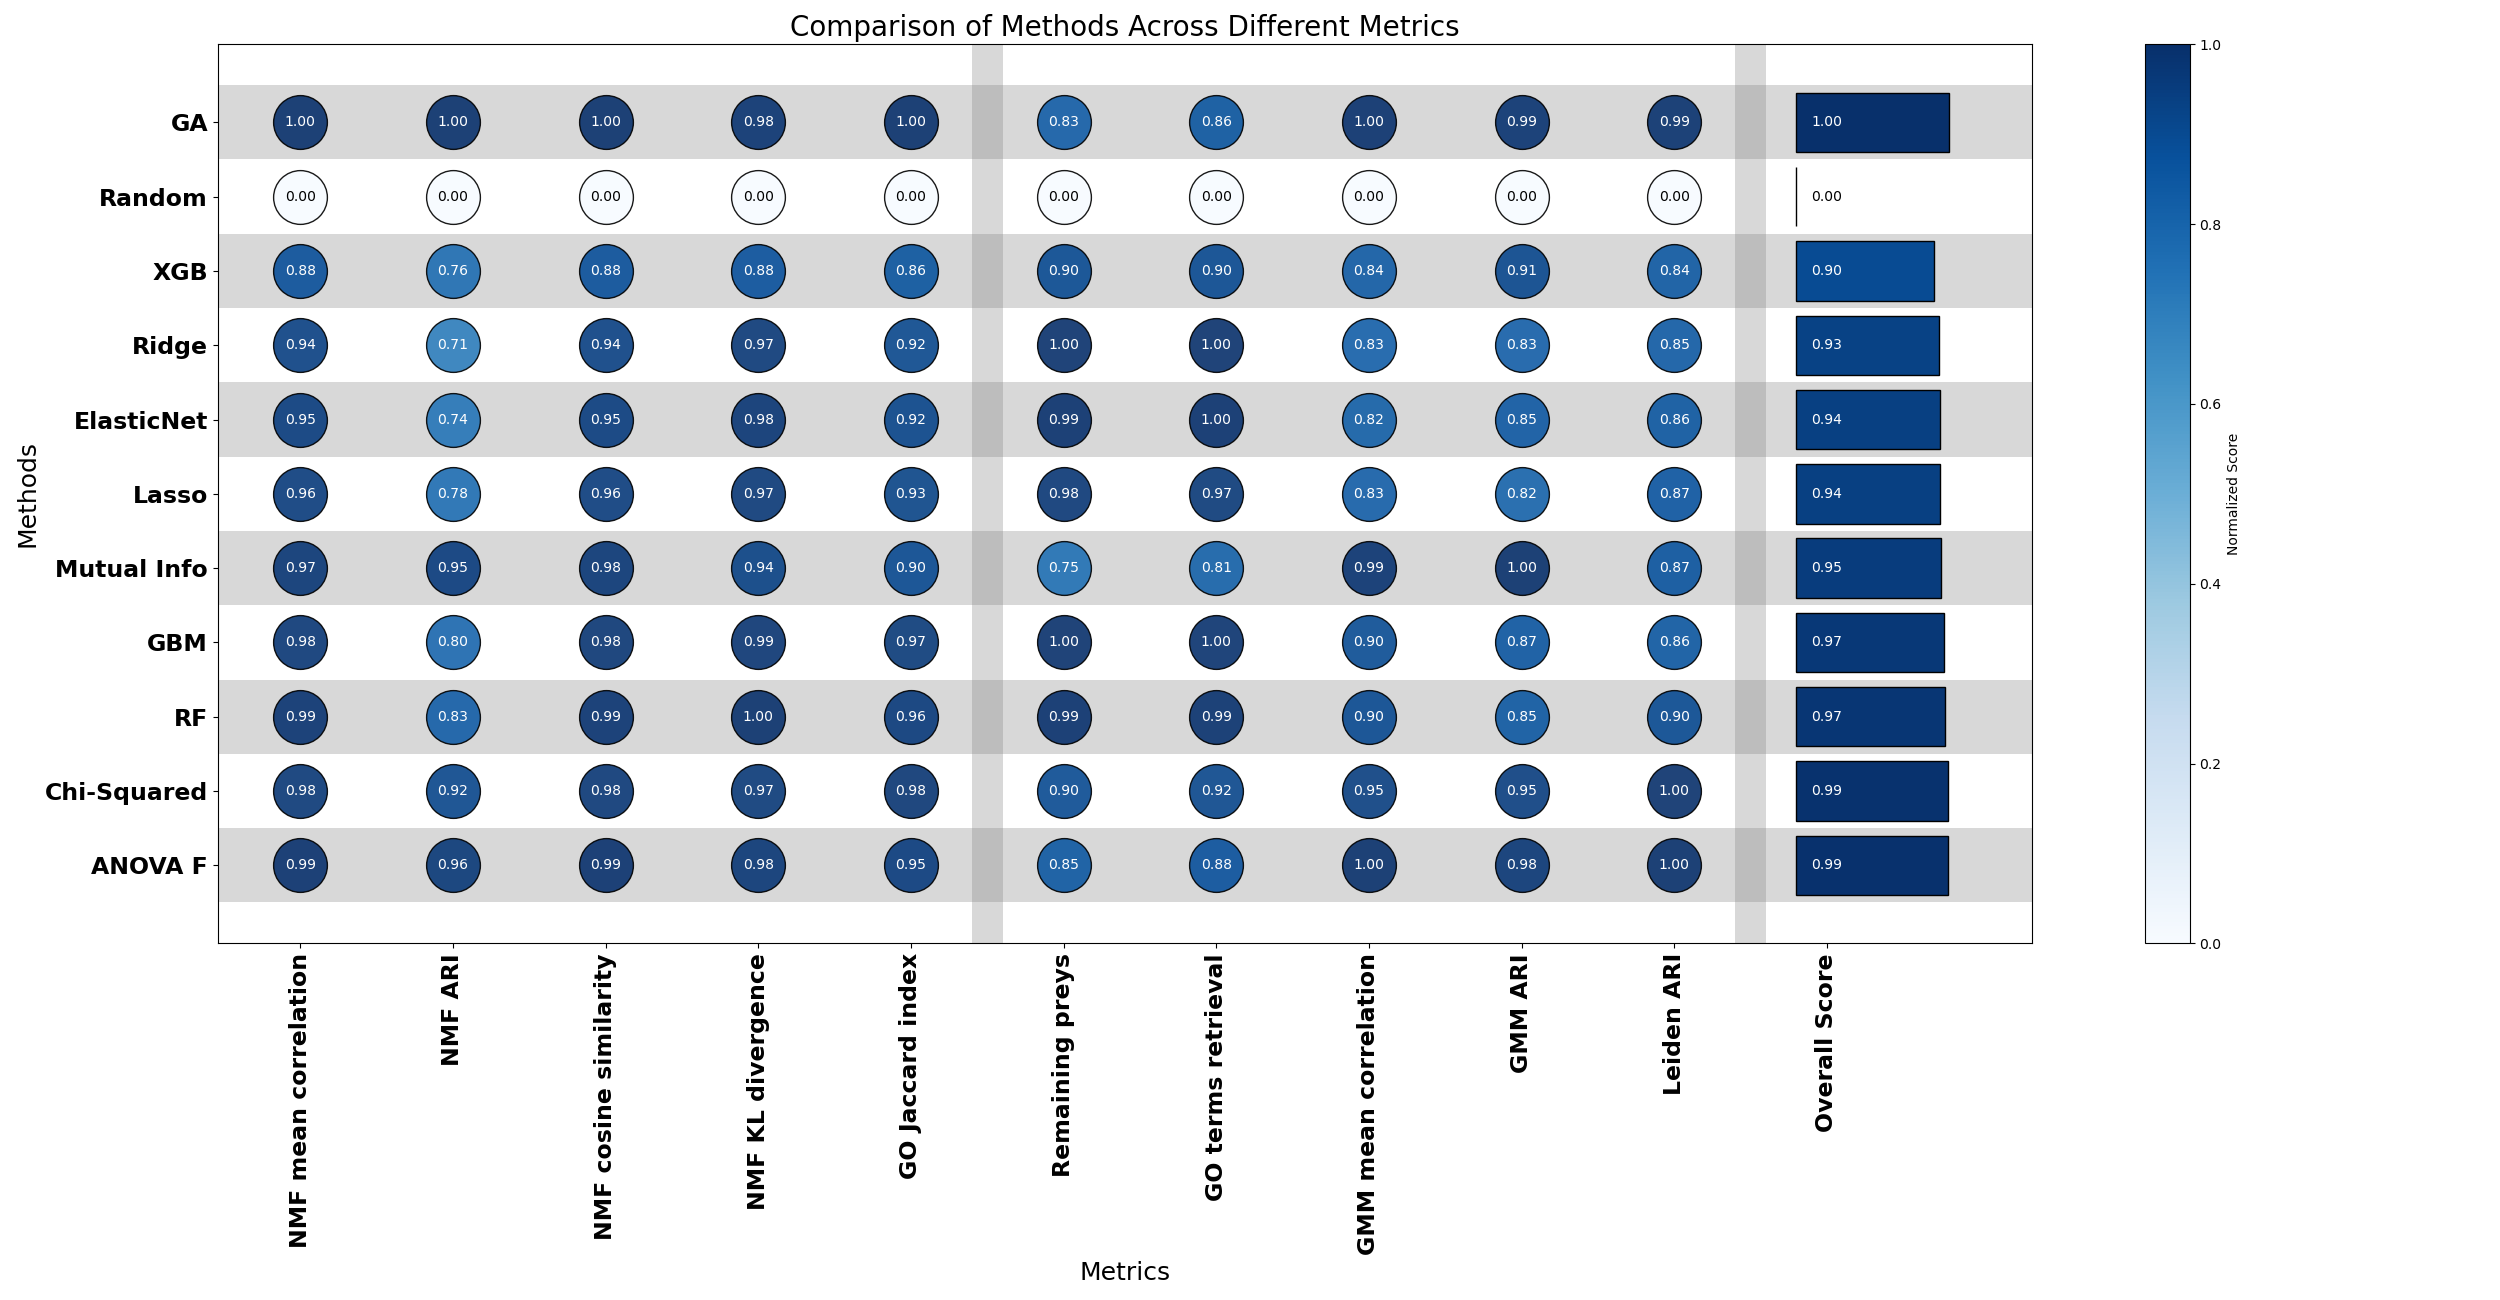 Comparison of Methods Across Different Metrics
Methods
GA 1.00 1.00 1.00 0.98 1.00 0.83 0.86 1.00 0.99 0.99 1.00
Random 0.00 0.00 0.00 0.00 0.00 0.00 0.00 0.00 0.00 0.00 0.00
XGB 0.88 0.76 0.88 0.88 0.86 0.90 0.90 0.84 0.91 0.84 0.90
Ridge 0.94 0.71 0.94 0.97 0.92 1.00 1.00 0.83 0.83 0.85 0.93
ElasticNet 0.95 0.74 0.95 0.98 0.92 0.99 1.00 0.82 0.85 0.86 0.94
Lasso 0.96 0.78 0.96 0.97 0.93 0.98 0.97 0.83 0.82 0.87 0.94
Mutual Info 0.97 0.95 0.98 0.94 0.90 0.75 0.81 0.99 1.00 0.87 0.95
GBM 0.98 0.80 0.98 0.99 0.97 1.00 1.00 0.90 0.87 0.86 0.97
RF 0.99 0.83 0.99 1.00 0.96 0.99 0.99 0.90 0.85 0.90 0.97
Chi-Squared 0.98 0.92 0.98 0.97 0.98 0.90 0.92 0.95 0.95 1.00 0.99
ANOVA F 0.99 0.96 0.99 0.98 0.95 0.85 0.88 1.00 0.98 1.00 0.99
NMF mean correlation
NMF ARI
NMF cosine similarity
NMF KL divergence
GO Jaccard index
Remaining preys
GO terms retrieval
GMM mean correlation
GMM ARI
Leiden ARI
Overall Score
Metrics
1.0
0.8
0.6
0.4
0.2
0.0
Normalized Score